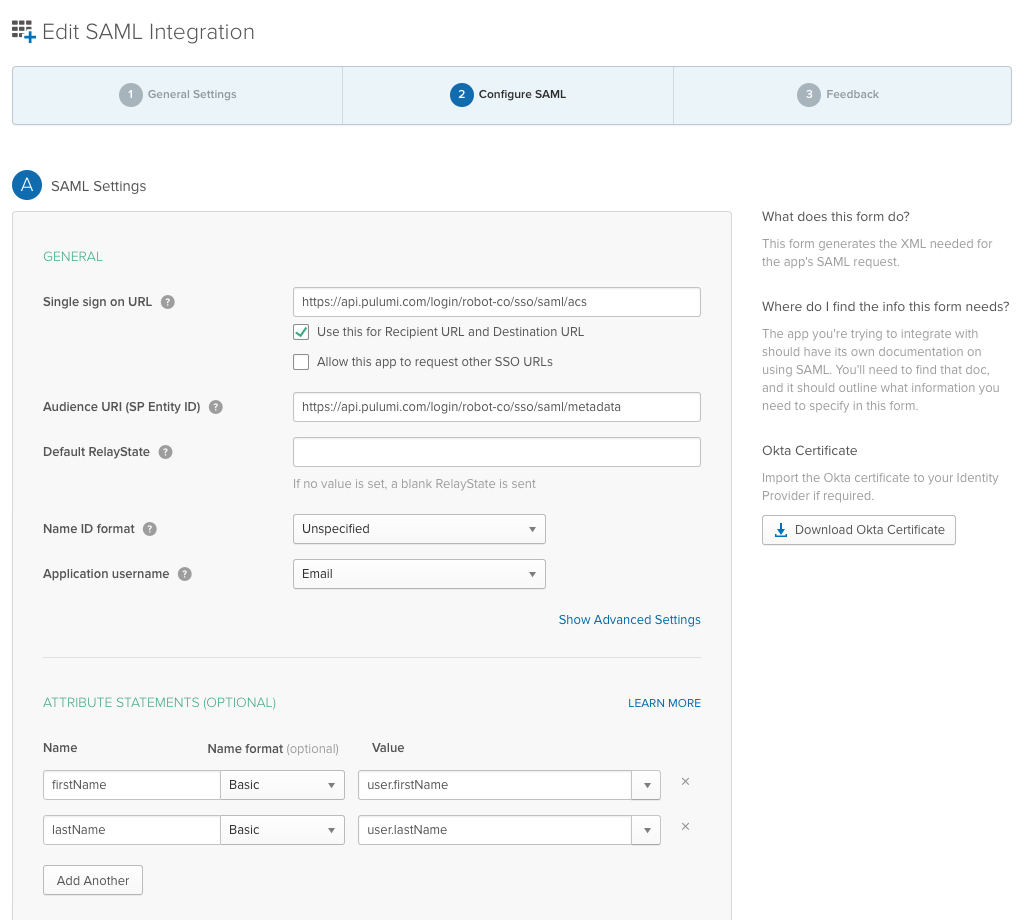 Edit SAML Integration
1 General Settings
2 Configure SAML
3 Feedback
A SAML Settings
GENERAL
Single sign on URL ?
https://api.pulumi.com/login/robot-co/sso/saml/acs
Use this for Recipient URL and Destination URL
Allow this app to request other SSO URLs
Audience URI (SP Entity ID) ?
https://api.pulumi.com/login/robot-co/sso/saml/metadata
Default RelayState ?
If no value is set, a blank RelayState is sent
Name ID format ?
Unspecified
Application username ?
Email
Show Advanced Settings
ATTRIBUTE STATEMENTS (OPTIONAL)
LEARN MORE
Name
Name format (optional)
Value
firstName
Basic
user.firstName
lastName
Basic
user.lastName
Add Another
What does this form do?
This form generates the XML needed for
the app's SAML request.
Where do I find the info this form needs?
The app you're trying to integrate with
should have its own documentation on
using SAML. You'll need to find that doc,
and it should outline what information you
need to specify in this form.
Okta Certificate
Import the Okta certificate to your Identity
Provider if required.
Download Okta Certificate